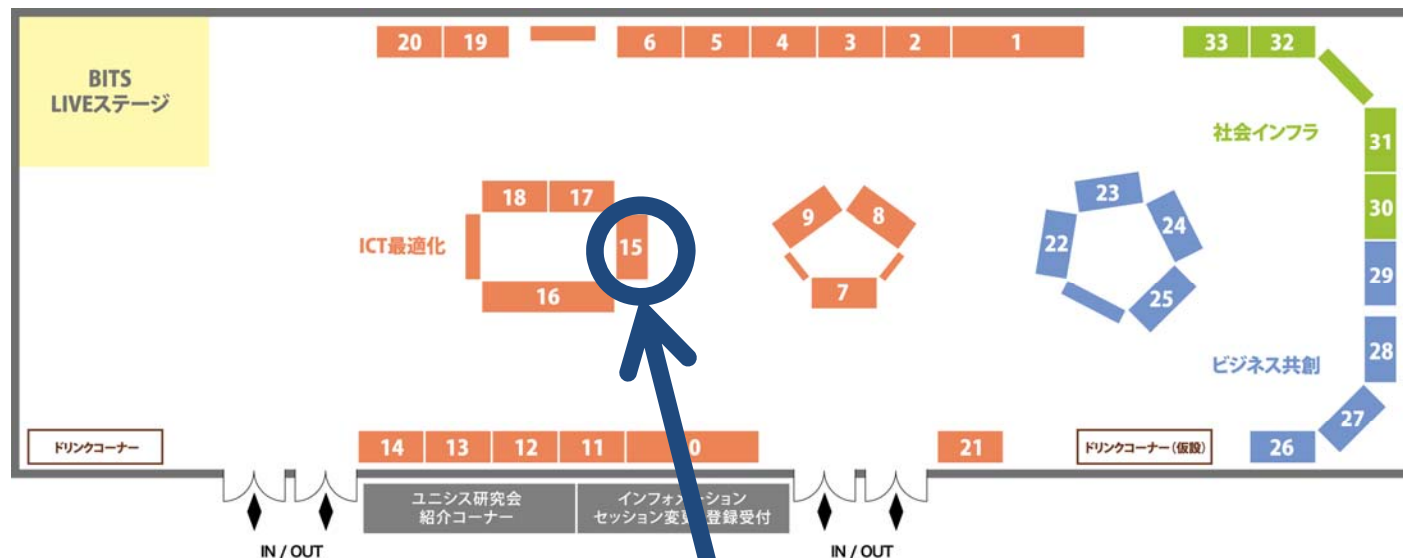 BITS
LIVEステージ
20 19 6 5 4 3 2 1 33 32
社会インフラ
31
18 17 9 8 23 24 30
ICT最適化
15 22
16 7 25 29
ビジネス共創
28
27
ドリンクコーナー
14 13 12 11 0 21
ドリンクコーナー(仮設)
26
ユニシス研究会
紹介コーナー
インフォメーション
セッション変更 登録受付
IN / OUT
IN / OUT